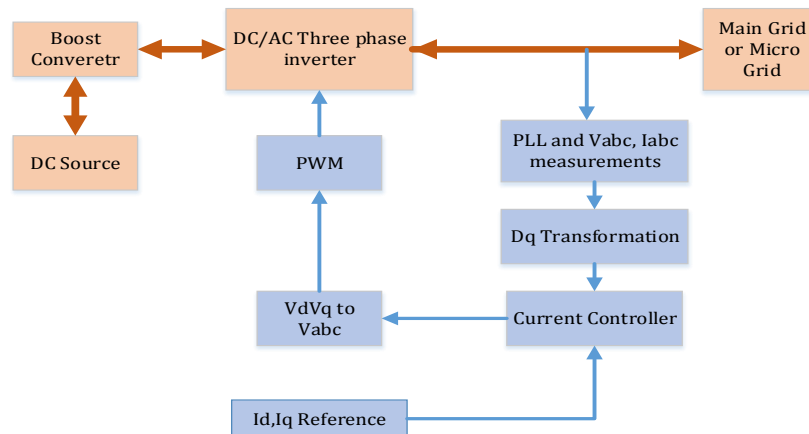 Boost
Converetr
DC/AC Three phase
inverter
Main Grid
or Micro
Grid
DC Source
PWM
PLL and Vabc, Iabc
measurements
Dq Transformation
VdVq to
Vabc
Current Controller
Id,Iq Reference